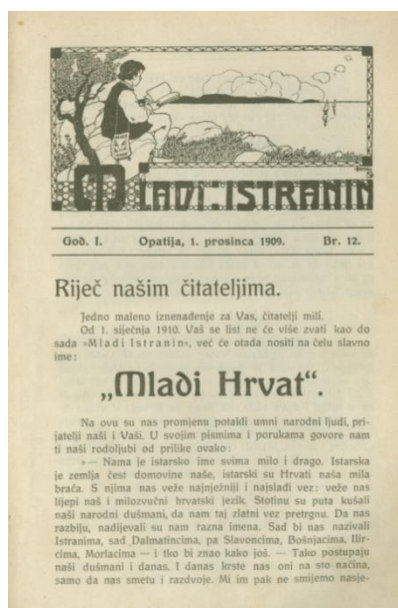 MLADI ISTRANIN
God. I.
Opatija, 1. prosinca 1909.
Br. 12.
Riječ našim čitateljima.
Jedno maleno iznenađenje za Vas, čitatelji mili.
Od 1. siječnja 1910. Vaš se list ne će više zvati kao do
sada »Mladi Istranin«, već će otada nositi na čelu slavno
ime:
„Mladi Hrvat“.
Na ovu su nas promjenu potakli umni narodni ljudi, pri-
jatelji naši i Vaši. U svojim pismima i porukama govore nam
ti naši rodoljubi od prilike ovako:
»— Nama je istarsko ime svima milo i drago. Istarska
je zemlja čest domovine naše, istarski su Hrvati naša mila
braća. S njima nas veže najnježniji i najslađi vez: veže nas
lijepi naš i milozvučni hrvatski jezik. Stotinu su puta kušali
naši narodni dušmani, da nam taj zlatni vez pretrgnu. Da nas
razbiju, nadijevali su nam razna imena. Sad bi nas nazivali
Istranima, sad Dalmatincima, pa Slavoncima, Bošnjacima, Ilir-
cima, Morlacima — i tko bi znao kako još. — Tako postupaju
naši dušmani i danas. I danas krste nas oni na sto načina,
samo da nas smetu i razdvoje. Mi im pak ne smijemo nasje-